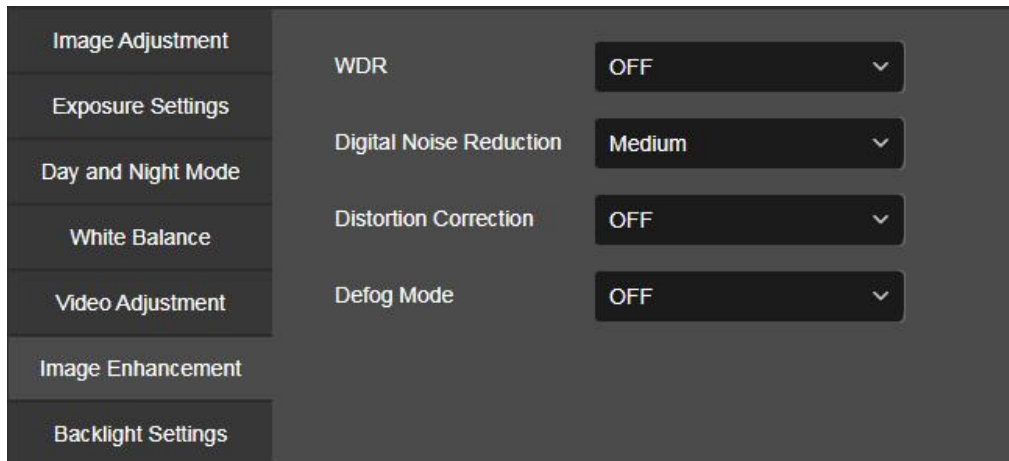 Image Adjustment
Exposure Settings
Day and Night Mode
White Balance
Video Adjustment
Image Enhancement
Backlight Settings
WDR OFF
Digital Noise Reduction Medium
Distortion Correction OFF
Defog Mode OFF